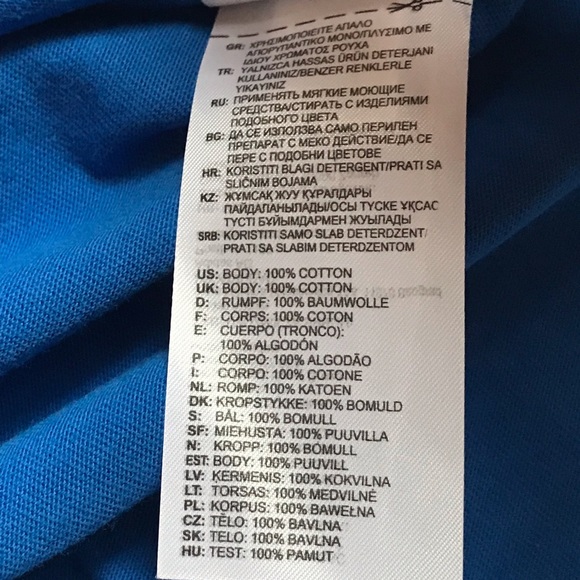 GR: ΧΡΗΣΙΜΟΠΟΙΕΙΤΕ ΑΠΑΛΟ
ΑΠΟΡΥΠΑΝΤΙΚΟ ΜΟΝΟ/ΠΛΥΣΙΜΟ ΜΕ
ΙΔΙΟΥ ΧΡΩΜΑΤΟΣ ΡΟΥΧΑ
TR: YALNIZCA HASSAS ÜRÜN DETERJANI
KULLANINIZ/BENZER RENKLERLE
YIKAYINIZ
RU: ПРИМЕНЯТЬ МЯГКИЕ МОЮЩИЕ
СРЕДСТВА/СТИРАТЬ С ИЗДЕЛИЯМИ
ПОДОБНОГО ЦВЕТА
BG: ДА СЕ ИЗПОЛЗВА САМО ПЕРИЛЕН
ПРЕПАРАТ С МЕКО ДЕЙСТВИЕ/ДА СЕ
ПЕРЕ С ПОДОБНИ ЦВЕТОВЕ
HR: KORISTITI BLAGI DETERGENT/PRATI SA
SLIČNIM BOJAMA
KZ: ЖҰМСАҚ ЖУУ ҚҰРАЛДАРЫ
ПАЙДАЛАНЫЛАДЫ/ОСЫ ТҮСКЕ ҰҚСАС
ТҮСТІ БҰЙЫМДАРМЕН ЖУЫЛАДЫ
SRB: KORISTITI SAMO SLAB DETERDZENT/
PRATI SA SLABIM DETERDZENTOM
US: BODY: 100% COTTON
UK: BODY: 100% COTTON
D: RUMPF: 100% BAUMWOLLE
F: CORPS: 100% COTON
E: CUERPO (TRONCO):
100% ALGODÓN
P: CORPO: 100% ALGODÃO
I: CORPO: 100% COTONE
NL: ROMP: 100% KATOEN
DK: KROPSTYKKE: 100% BOMULD
S: BÅL: 100% BOMULL
SF: MIEHUSTA: 100% PUUVILLA
N: KROPP: 100% BOMULL
EST: BODY: 100% PUUVILL
LV: ĶERMENIS: 100% KOKVILNA
LT: TORSAS: 100% MEDVILNĖ
PL: KORPUS: 100% BAWEŁNA
CZ: TĚLO: 100% BAVLNA
SK: TELO: 100% BAVLNA
HU: TEST: 100% PAMUT